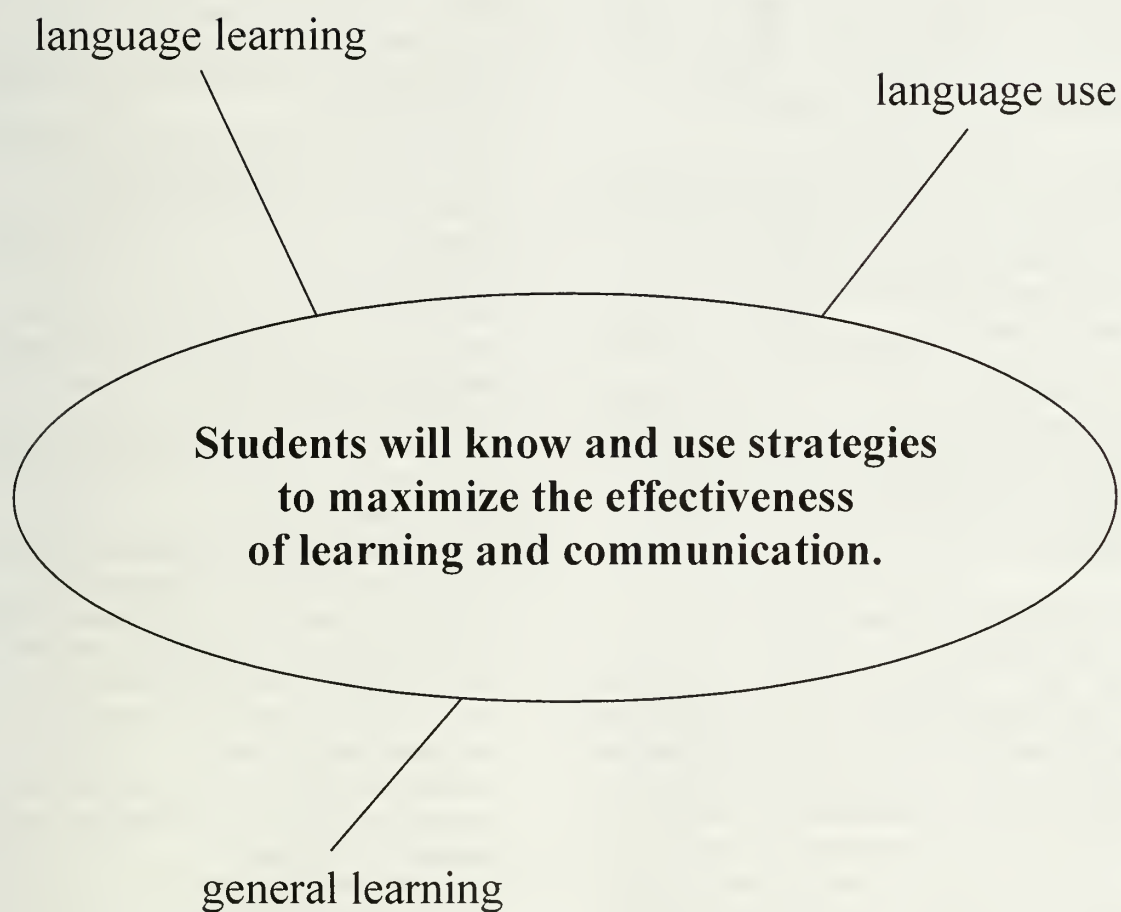 language learning
language use
Students will know and use strategies
to maximize the effectiveness
of learning and communication.
general learning